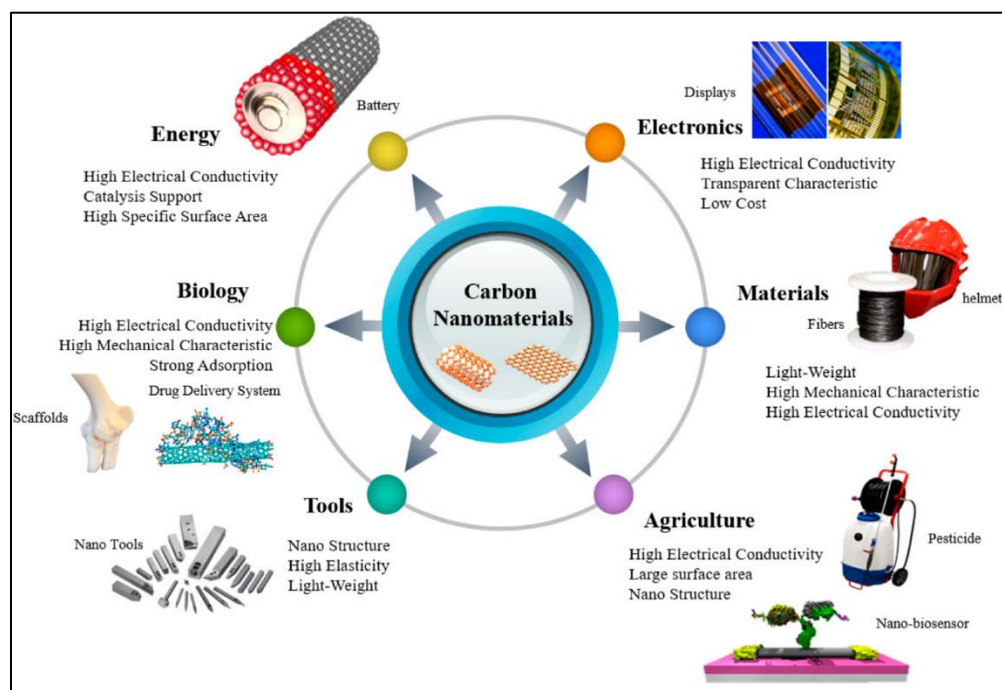 Battery
Energy
High Electrical Conductivity
Catalysis Support
High Specific Surface Area
Displays
Electronics
High Electrical Conductivity
Transparent Characteristic
Low Cost
Biology
High Electrical Conductivity
High Mechanical Characteristic
Strong Adsorption
Drug Delivery System
Scaffolds
Carbon
Nanomaterials
Materials
helmet
Fibers
Light-Weight
High Mechanical Characteristic
High Electrical Conductivity
Tools
Nano Structure
High Elasticity
Light-Weight
Nano Tools
Agriculture
High Electrical Conductivity
Large surface area
Nano Structure
Pesticide
Nano-biosensor